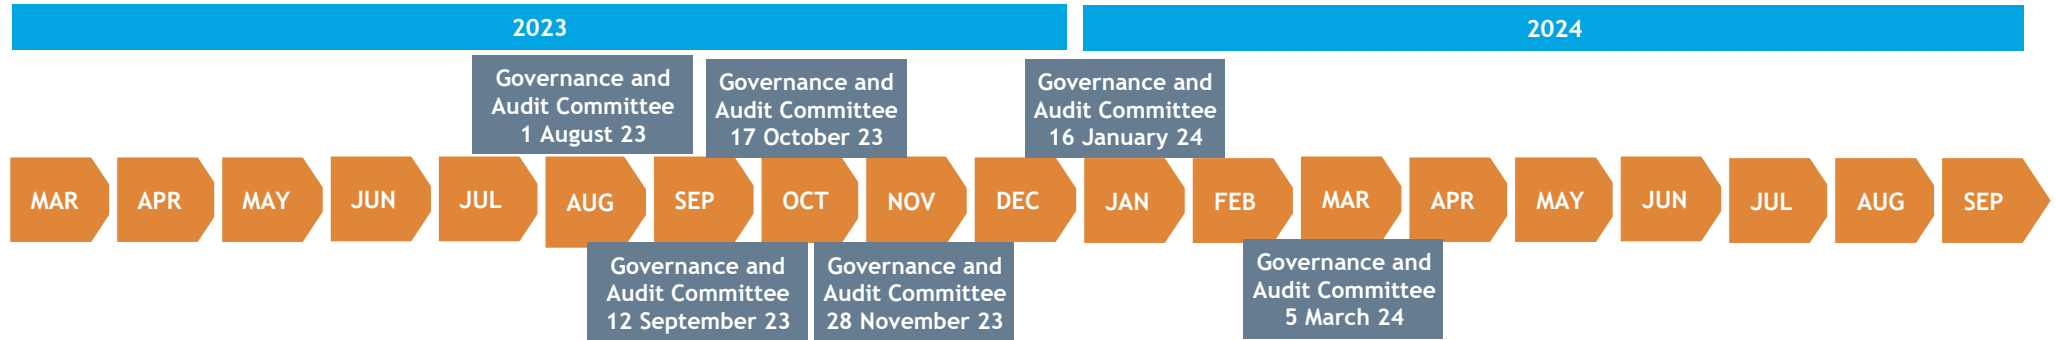 2023
2024
Governance and
Audit Committee
1 August 23
Governance and
Audit Committee
17 October 23
Governance and
Audit Committee
16 January 24
MAR
APR
MAY
JUN
JUL
AUG
SEP
OCT
NOV
DEC
JAN
FEB
MAR
APR
MAY
JUN
JUL
AUG
SEP
Governance and
Audit Committee
12 September 23
Governance and
Audit Committee
28 November 23
Governance and
Audit Committee
5 March 24